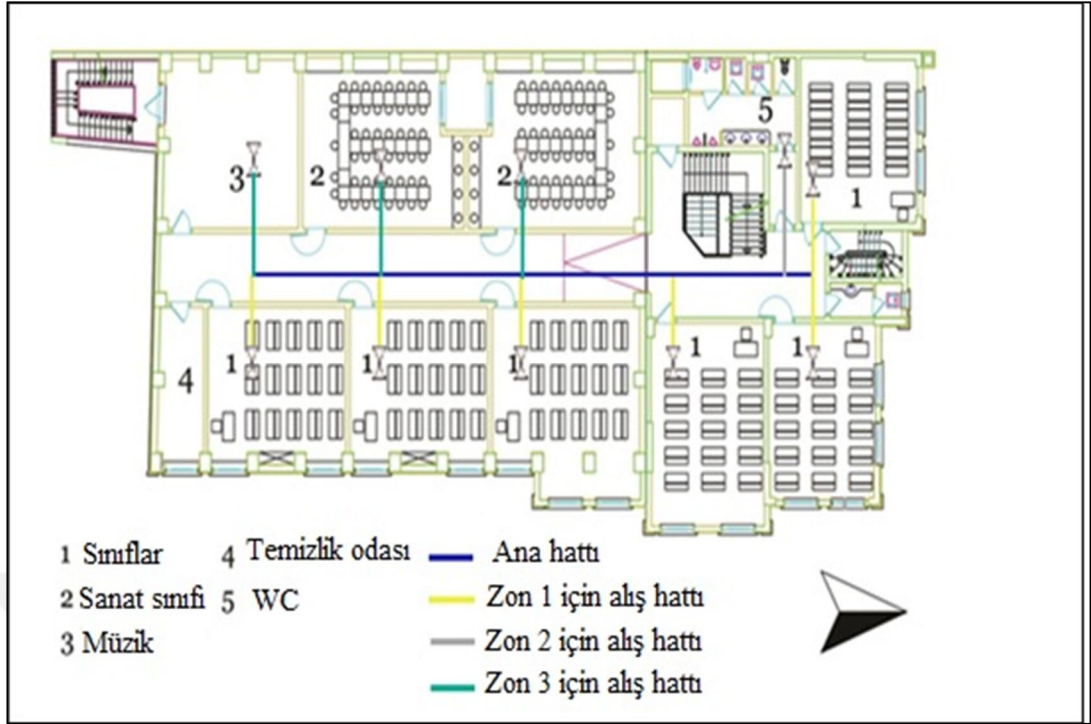 5
3
2
2
1
4
1
1
1
1
1
1 Sınıflar
4 Temizlik odası
Ana hattı
2 Sanat sınıfı
5 WC
Zon 1 için alış hattı
3 Müzik
Zon 2 için alış hattı
Zon 3 için alış hattı